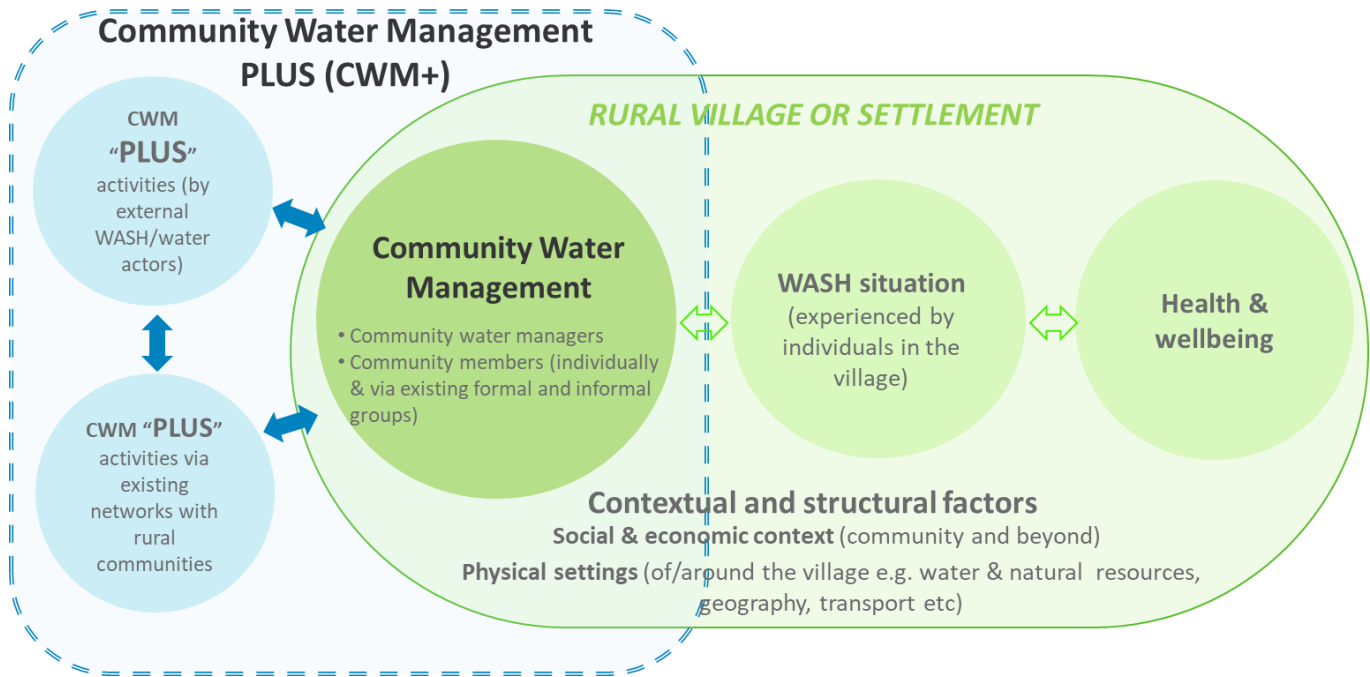 Community Water Management
PLUS (CWM+)
CWM
“PLUS”
activities (by
external
WASH/water
actors)
CWM “PLUS”
activities via
existing
networks with
rural
communities
RURAL VILLAGE OR SETTLEMENT
Community Water
Management
• Community water managers
• Community members (individually
& via existing formal and informal
groups)
WASH situation
(experienced by
individuals in the
village)
Health &
wellbeing
Contextual and structural factors
Social & economic context (community and beyond)
Physical settings (of/around the village e.g. water & natural resources,
geography, transport etc)